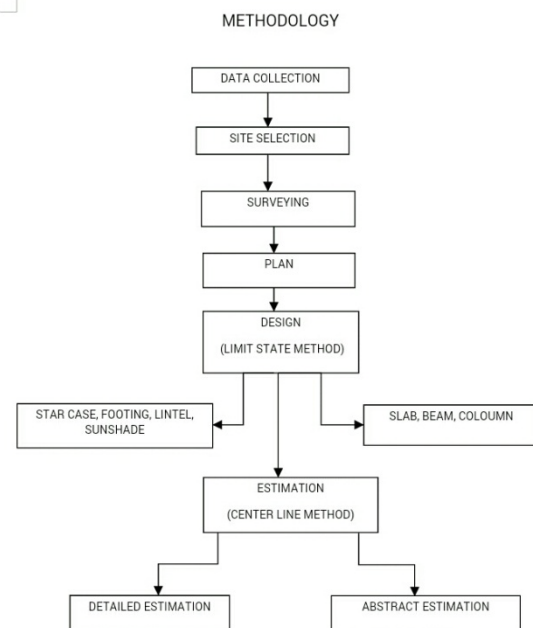 METHODOLOGY
DATA COLLECTION
SITE SELECTION
SURVEYING
PLAN
DESIGN
(LIMIT STATE METHOD)
STAR CASE, FOOTING, LINTEL,
SUNSHADE
SLAB, BEAM, COLOUMN
ESTIMATION
(CENTER LINE METHOD)
DETAILED ESTIMATION
ABSTRACT ESTIMATION